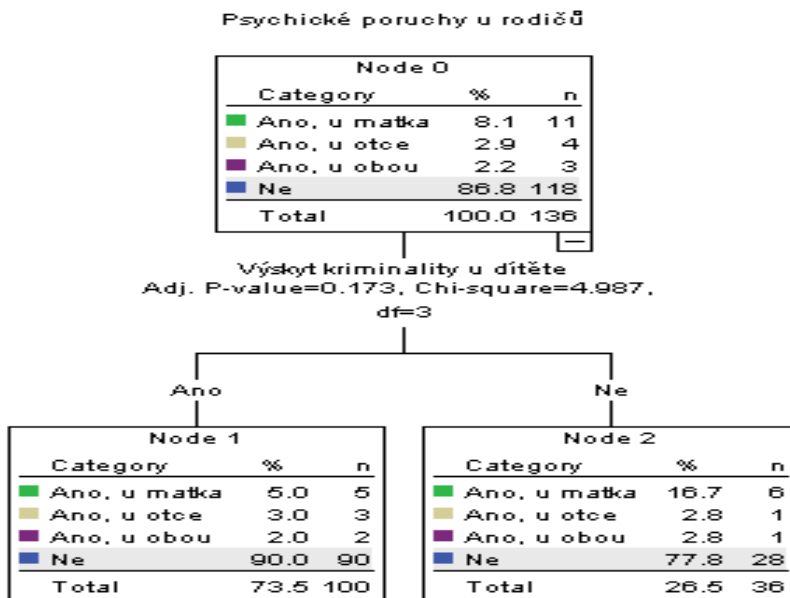 Psychické poruchy u rodičů
Node 0
Category % n
Ano, u matka 8.1 11
Ano, u otce 2.9 4
Ano, u obou 2.2 3
Ne 86.8 118
Total 100.0 136
Výskyt kriminality u dítěte
Adj. P-value=0.173, Chi-square=4.987,
df=3
Ano
Ne
Node 1
Category % n
Ano, u matka 5.0 5
Ano, u otce 3.0 3
Ano, u obou 2.0 2
Ne 90.0 90
Total 73.5 100
Node 2
Category % n
Ano, u matka 16.7 6
Ano, u otce 2.8 1
Ano, u obou 2.8 1
Ne 77.8 28
Total 26.5 36